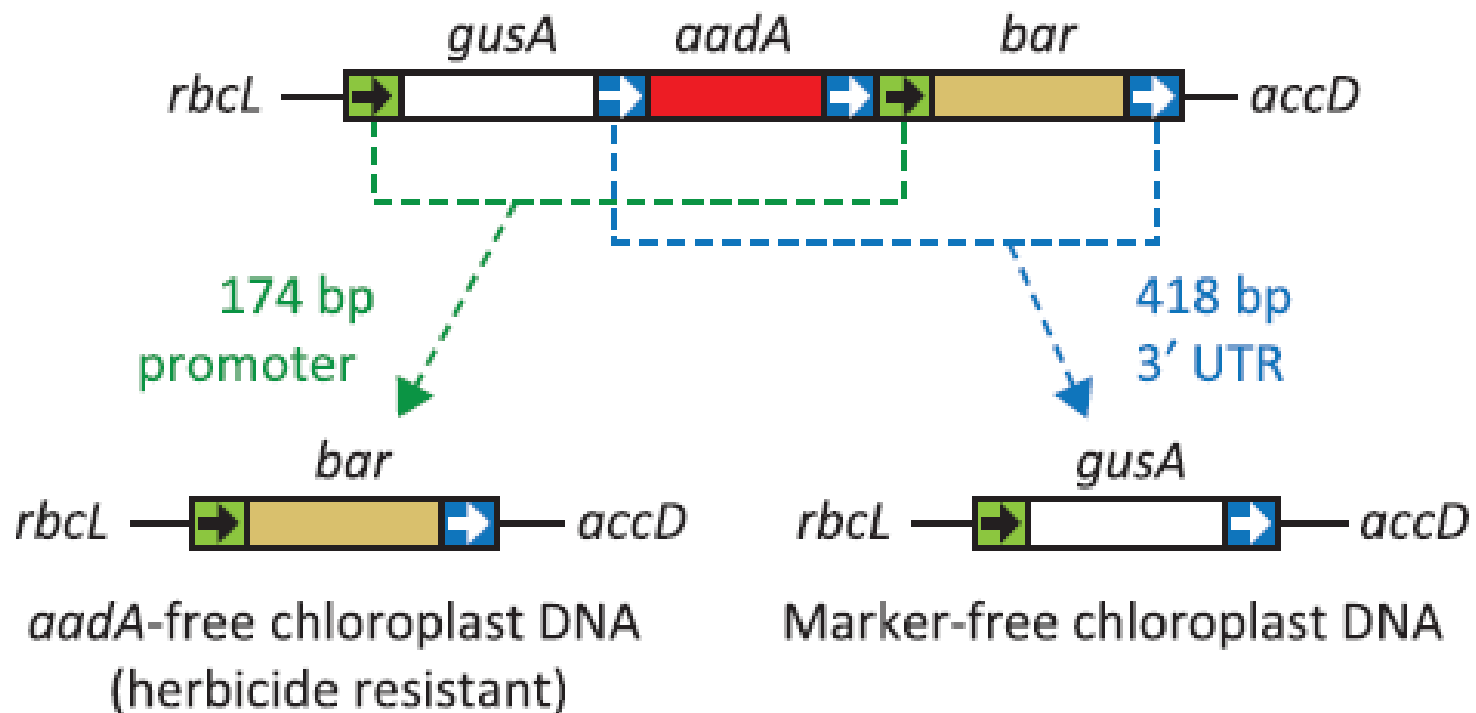 gusA aadA bar
rbcL accD
174 bp
promoter
418 bp
3′ UTR
bar
rbcL accD
aadA-free chloroplast DNA
(herbicide resistant)
gusA
rbcL accD
Marker-free chloroplast DNA